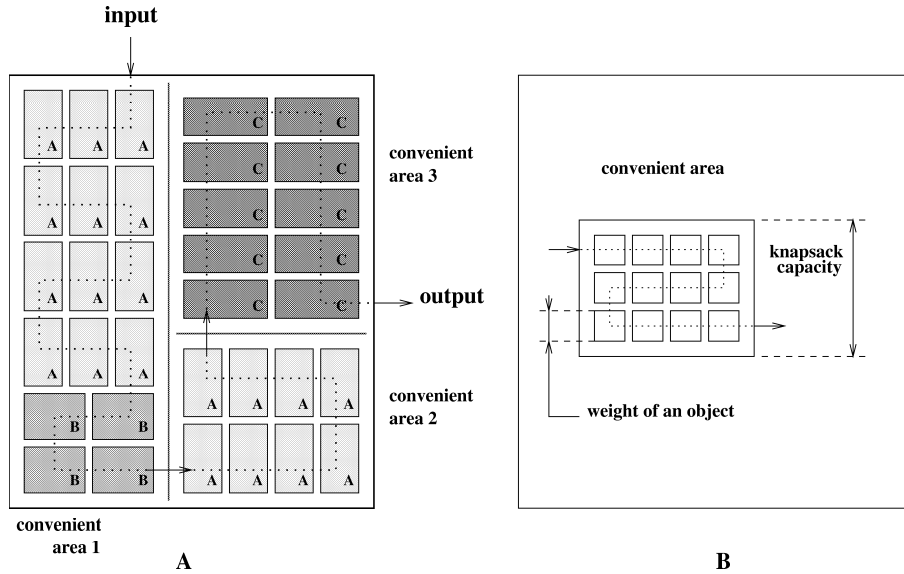 input
A A A
A A A
A A A
A A A
B B
B B
convenient
area 1
C C
C C
C C
C C
C C
A A A A
A A A A
convenient
area 3
output
convenient
area 2
A
convenient area
knapsack
capacity
weight of an object
B